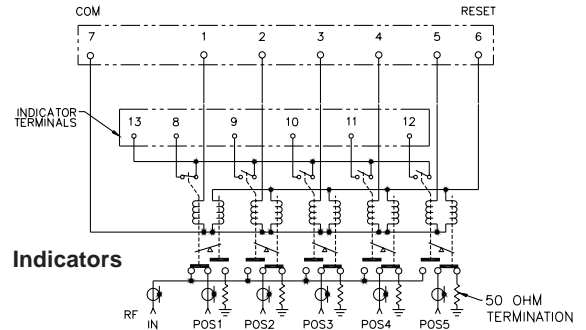 COM RESET
7 1 2 3 4 5 6
INDICATOR
TERMINALS
13 8 9 10 11 12
Indicators
RF
IN POS1 POS2 POS3 POS4 POS5
50 OHM
TERMINATION